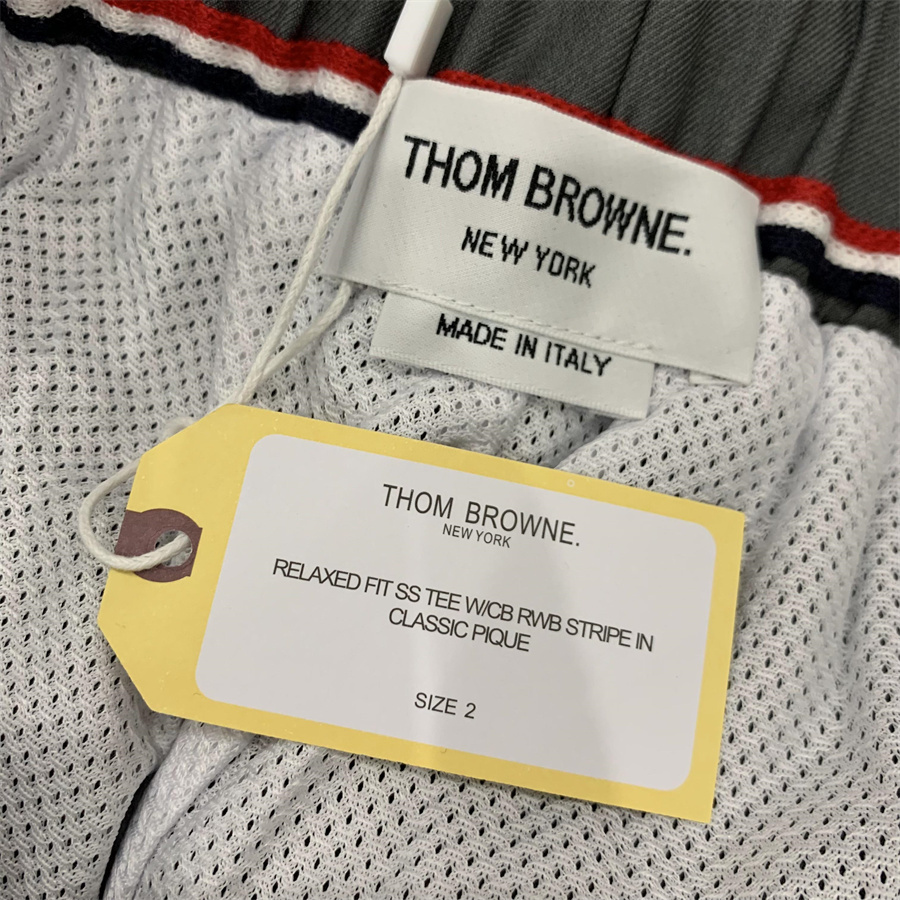 THOM BROWNE.
NEW YORK
MADE IN ITALY
THOM BROWNE.
NEW YORK
RELAXED FIT SS TEE W/CB RWB STRIPE IN
CLASSIC PIQUE
SIZE 2